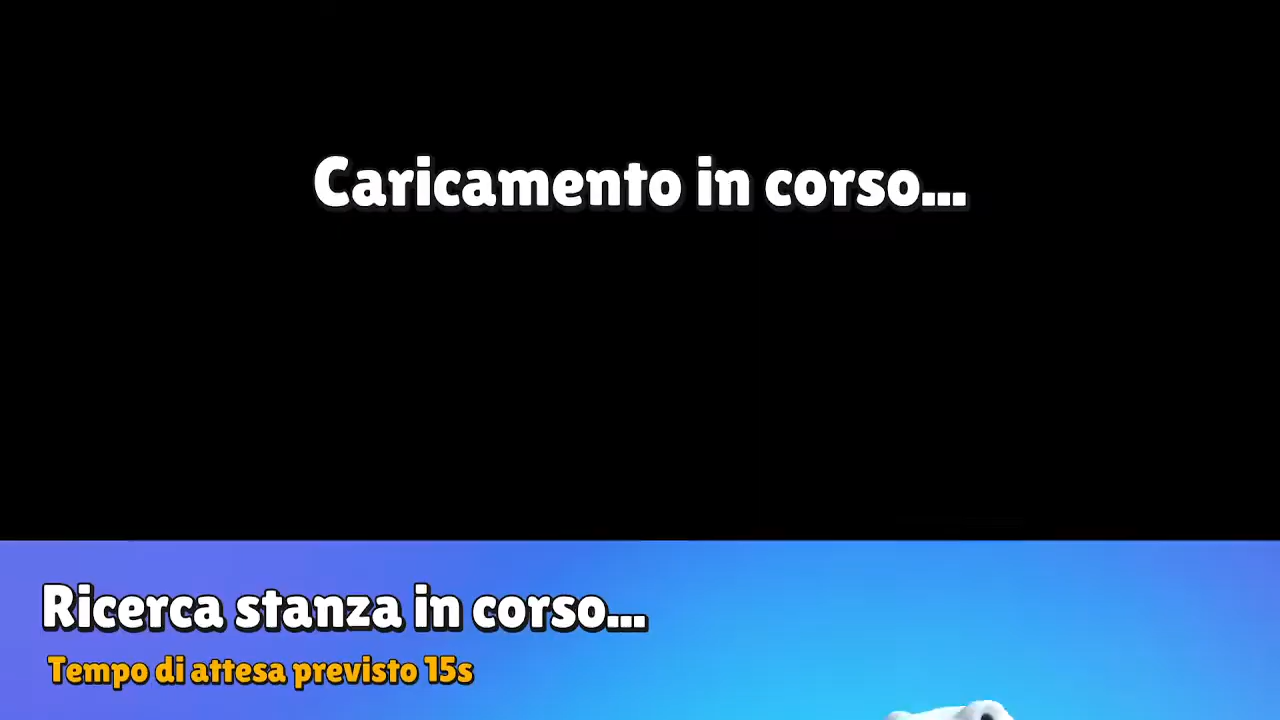 Caricamento in corso...
Ricerca stanza in corso...
Tempo di attesa previsto 15s